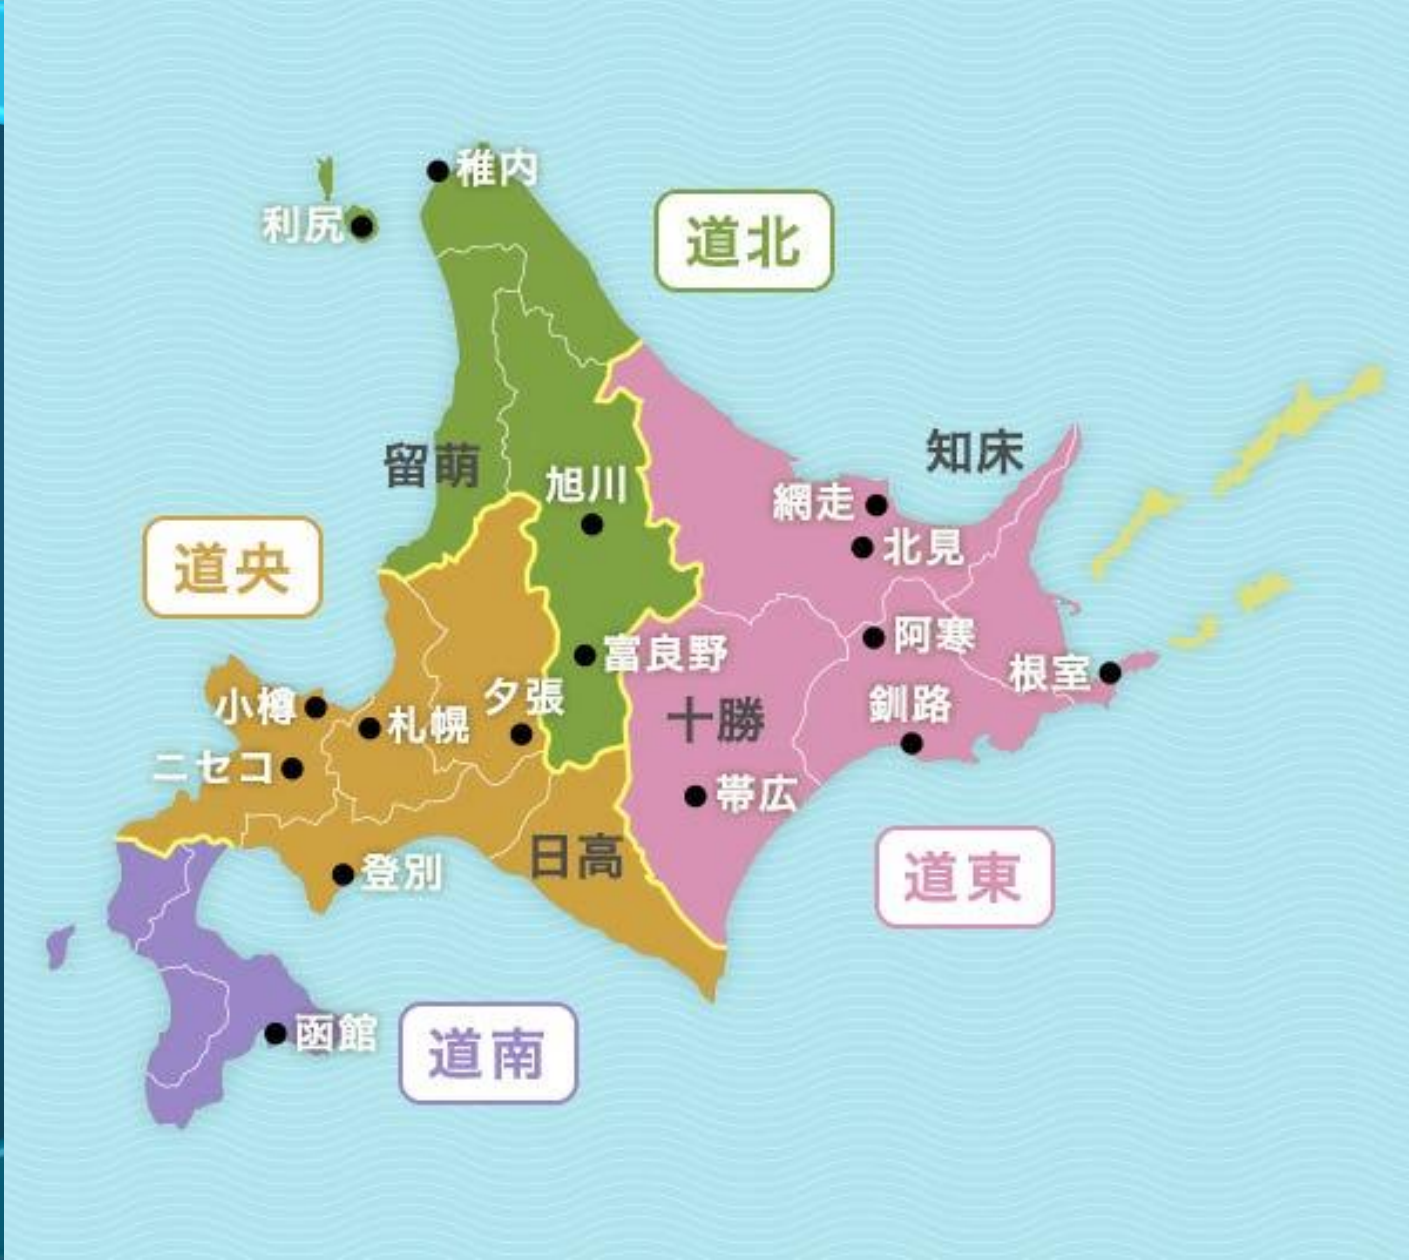 稚内
利尻
道北
留萌
旭川
知床
網走
北見
道央
阿寒
富良野
根室
小樽
札幌
夕張
十勝
釧路
ニセコ
帯広
日高
登別
道東
函館
道南